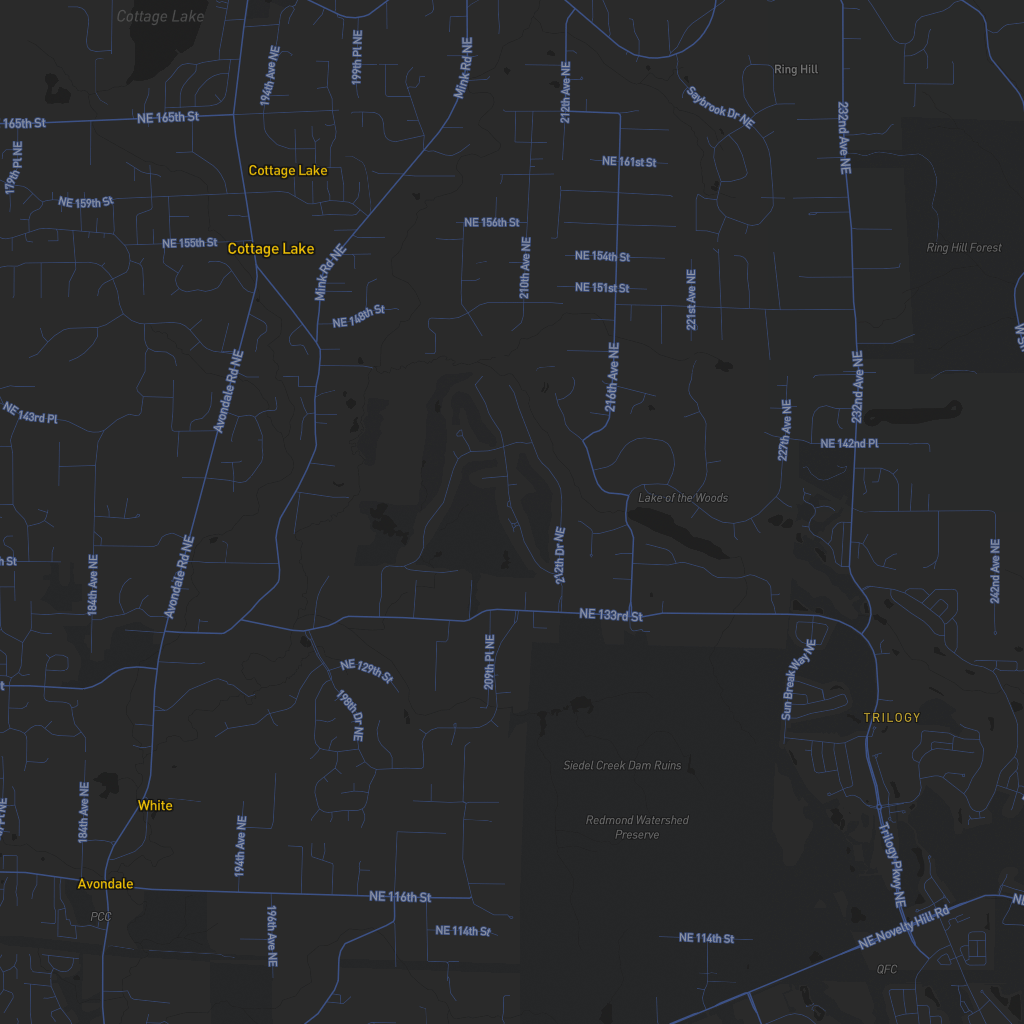 Cottage Lake
194th Ave NE
199th Pl NE
Mink Rd NE
212th Ave NE
Ring Hill
Saybrook Dr NE
232nd Ave NE
165th St
NE 165th St
179th Pl NE
Cottage Lake
NE 161st St
NE 159th St
NE 156th St
NE 155th St
Cottage Lake
Mink Rd NE
210th Ave NE
NE 154th St
Ring Hill Forest
NE 151st St
221st Ave NE
NE 148th St
Avondale Rd NE
216th Ave NE
232nd Ave NE
NE 143rd Pl
227th Ave NE
NE 142nd Pl
Lake of the Woods
h St
184th Ave NE
Avondale Rd NE
212th Dr NE
242nd Ave NE
NE 133rd St
NE 129th St
209th Pl NE
Sun Break Way NE
198th Dr NE
TRILOGY
Siedel Creek Dam Ruins
184th Ave NE
White
Redmond Watershed
Preserve
194th Ave NE
Trilogy Pkwy NE
Avondale
NE 116th St
PCC
196th Ave NE
NE 114th St
NE 114th St
NE Novelty Hill Rd
QFC